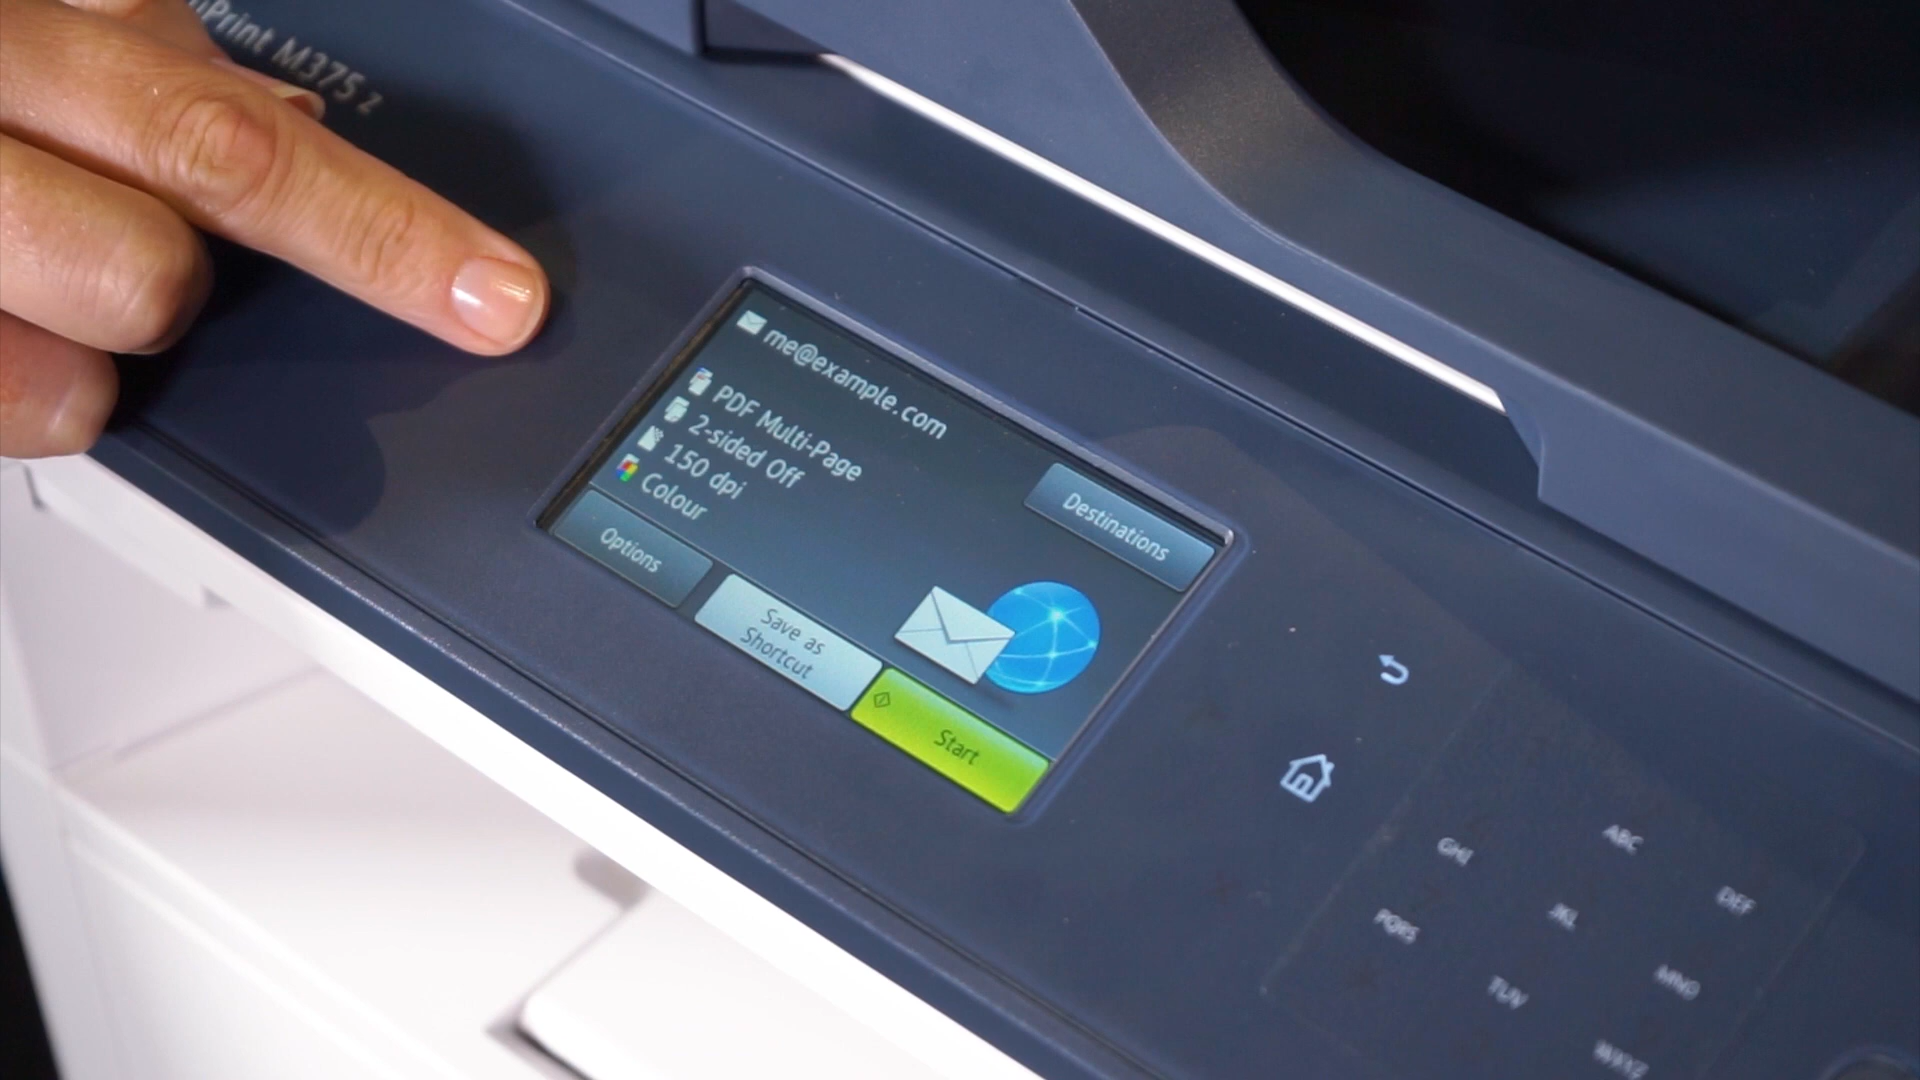 uPrint M375 z
me@example.com
PDF Multi-Page
2-sided Off
150 dpi
Colour
Destinations
Options
Save as
Shortcut
Start
ABC
DEF
GHI
JKL
MNO
PQRS
TUV
WXYZ